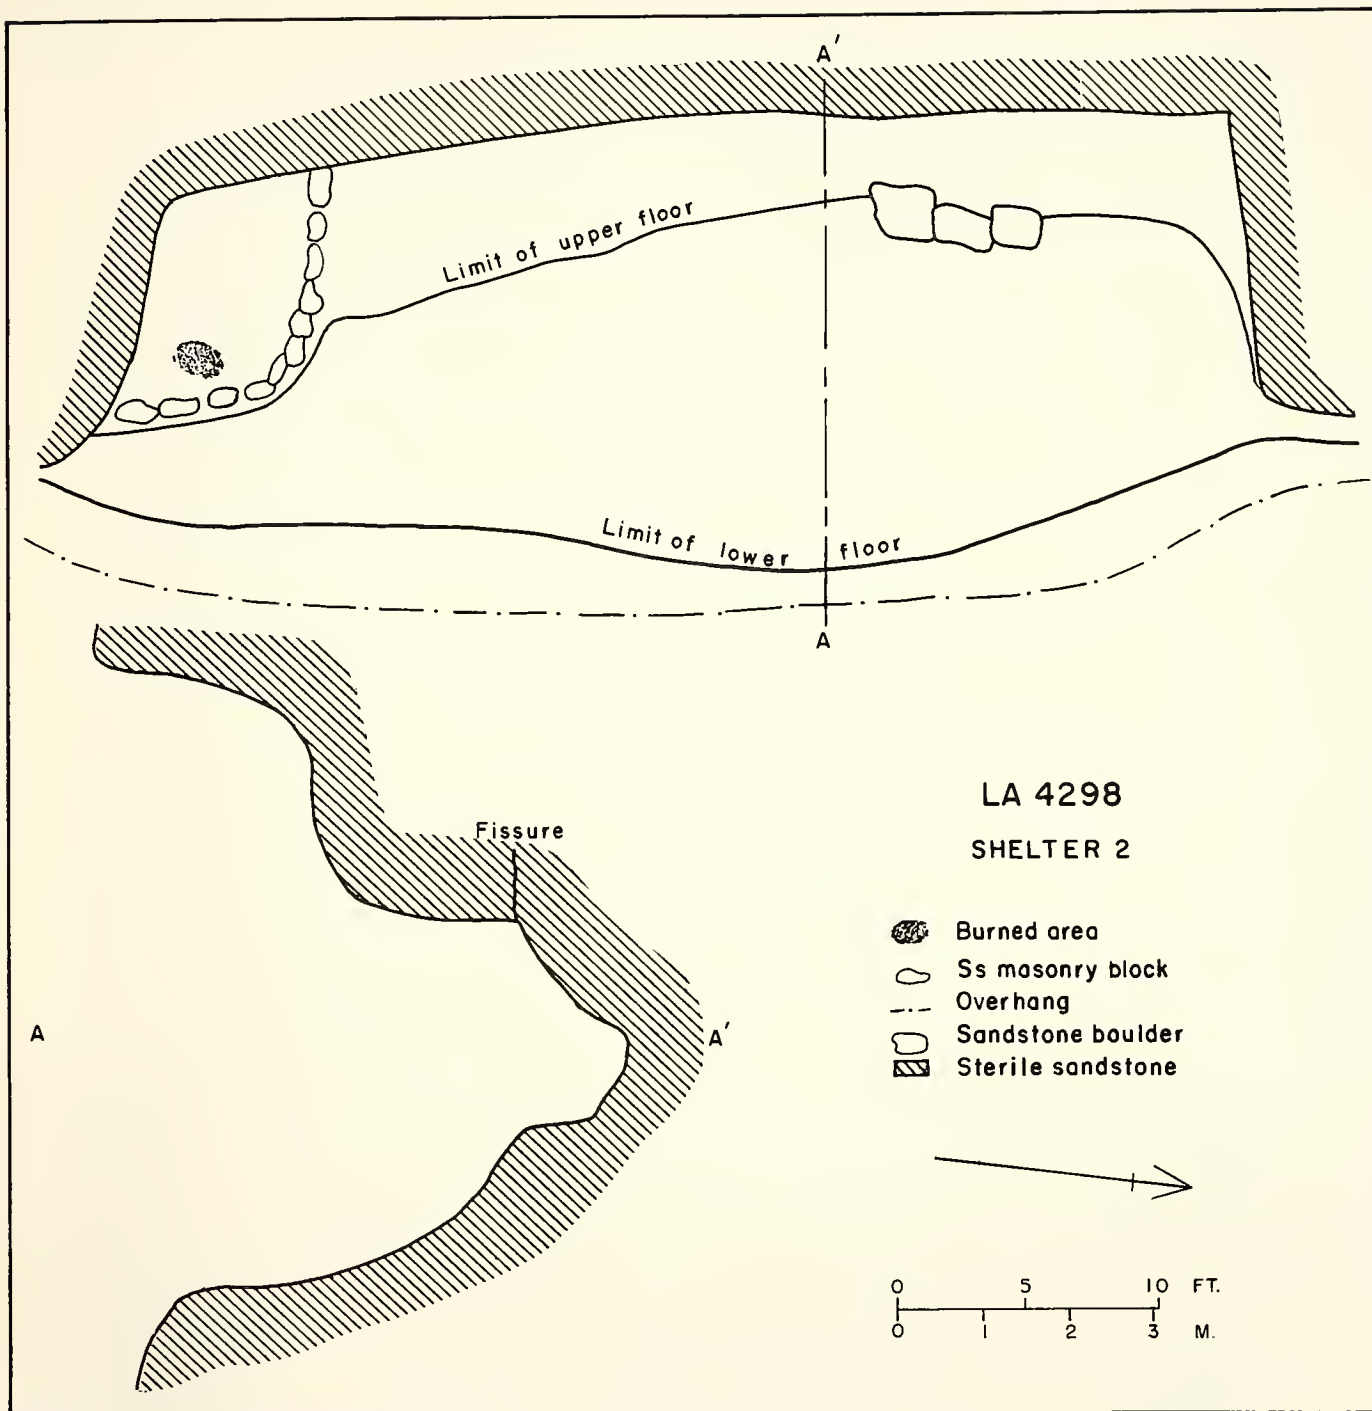 A'
Limit of upper floor
Limit of lower floor
A
Fissure
A
A'
LA 4298
SHELTER 2
Burned area
Ss masonry block
Overhang
Sandstone boulder
Sterile sandstone
0 5 10 FT.
0 1 2 3 M.